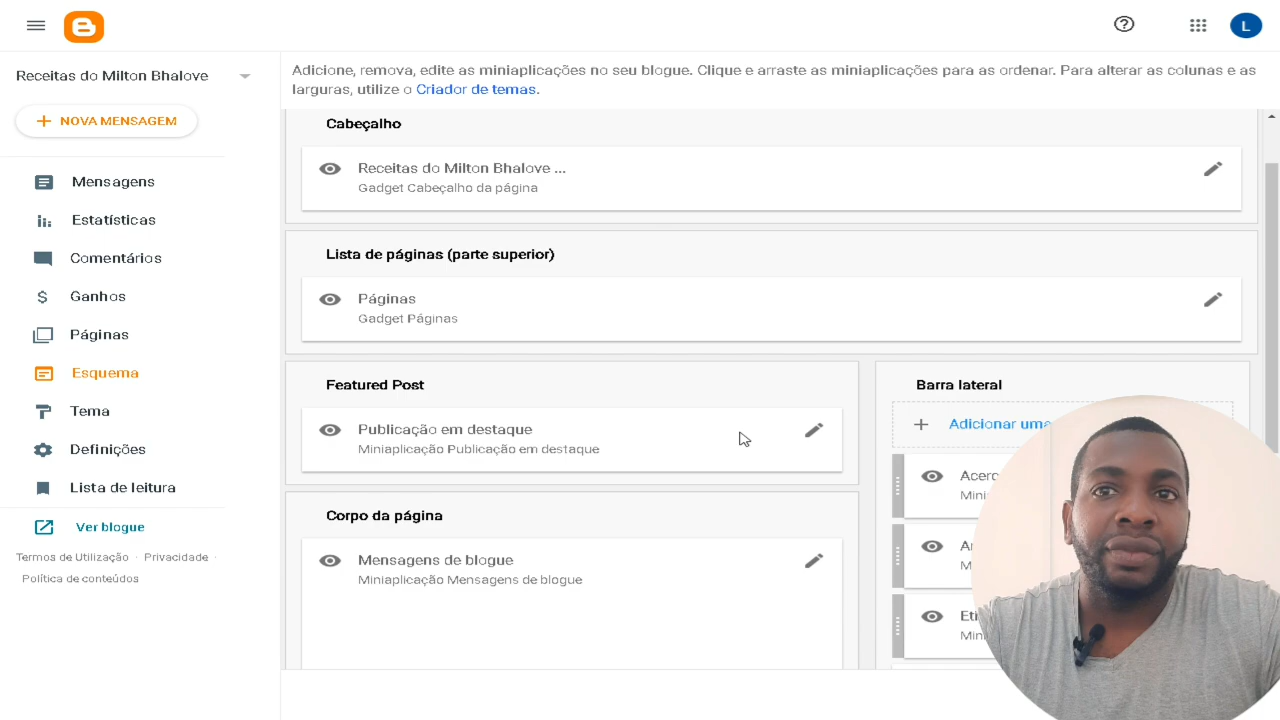 L
Receitas do Milton Bhalove
NOVA MENSAGEM
Mensagens
Estatísticas
Comentários
Ganhos
Páginas
Esquema
Tema
Definições
Lista de leitura
Ver blogue
Termos de Utilização · Privacidade ·
Política de conteúdos
Adicione, remova, edite as miniaplicações no seu blogue. Clique e arraste as miniaplicações para as ordenar. Para alterar as colunas e as
larguras, utilize o Criador de temas.
Cabeçalho
Receitas do Milton Bhalove ...
Gadget Cabeçalho da página
Lista de páginas (parte superior)
Páginas
Gadget Páginas
Featured Post
Publicação em destaque
Miniaplicação Publicação em destaque
Corpo da página
Mensagens de blogue
Miniaplicação Mensagens de blogue
Barra lateral
Adicionar uma